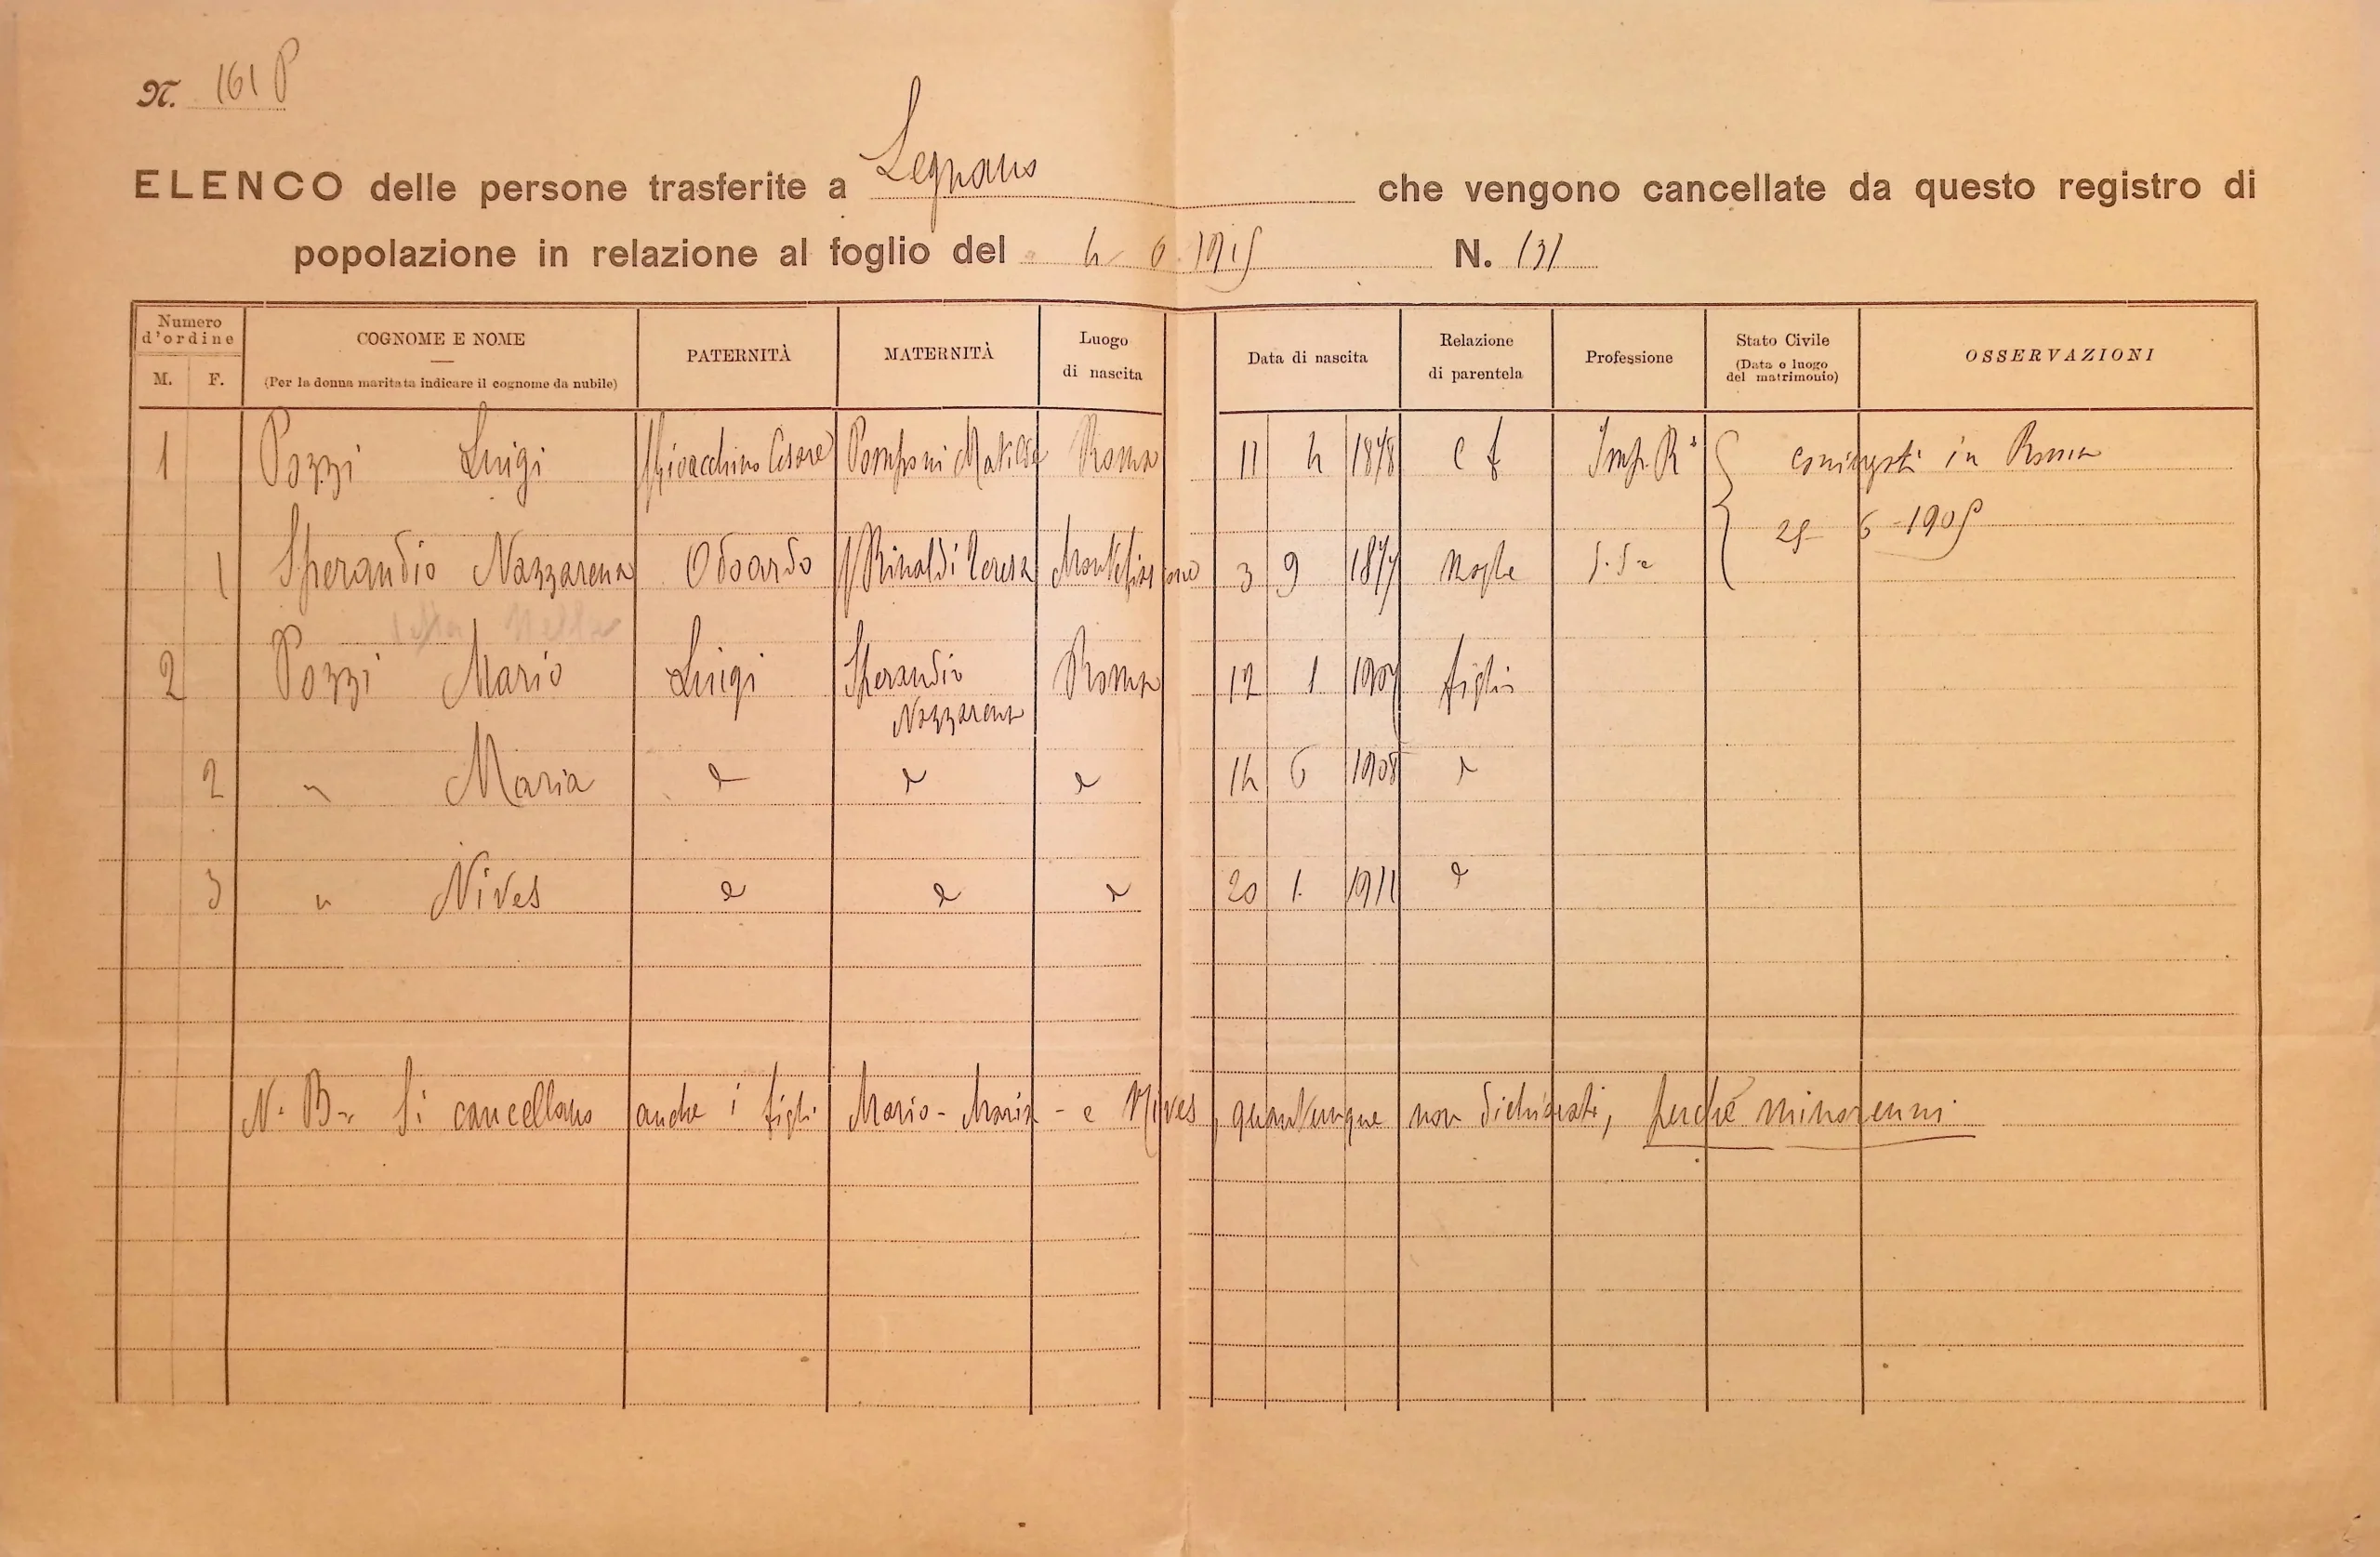 N. 161 P
ELENCO delle persone trasferite a Legnano che vengono cancellate da questo registro di
popolazione in relazione al foglio del 4 6 1915 N. 131
Numero d'ordine M. F. COGNOME E NOME (Per la donna maritata indicare il cognome da nubile) PATERNITÀ MATERNITÀ Luogo di nascita Data di nascita Relazione di parentela Professione Stato Civile (Data e luogo del matrimonio) OSSERVAZIONI
1 Pozzi Luigi Gioacchino Cesare Pomponi Matilde Roma 11 4 1878 C f Imp. R° coniugati in Roma
25 6 - 1905
1 Sperandio Nazzarena Odoardo Rinaldi Teresa Montefiascone 3 9 1877 Moglie
2 Pozzi Mario Luigi Sperandio Nazzarena Roma 12 1 1907 figlio
2 " Maria " " " 14 6 1908 "
3 " Nives " " " 20 1. 1911 "
N. B- Si cancellano anche i figli Mario - Maria - e Nives, quantunque non dichiarati, perchè minorenni